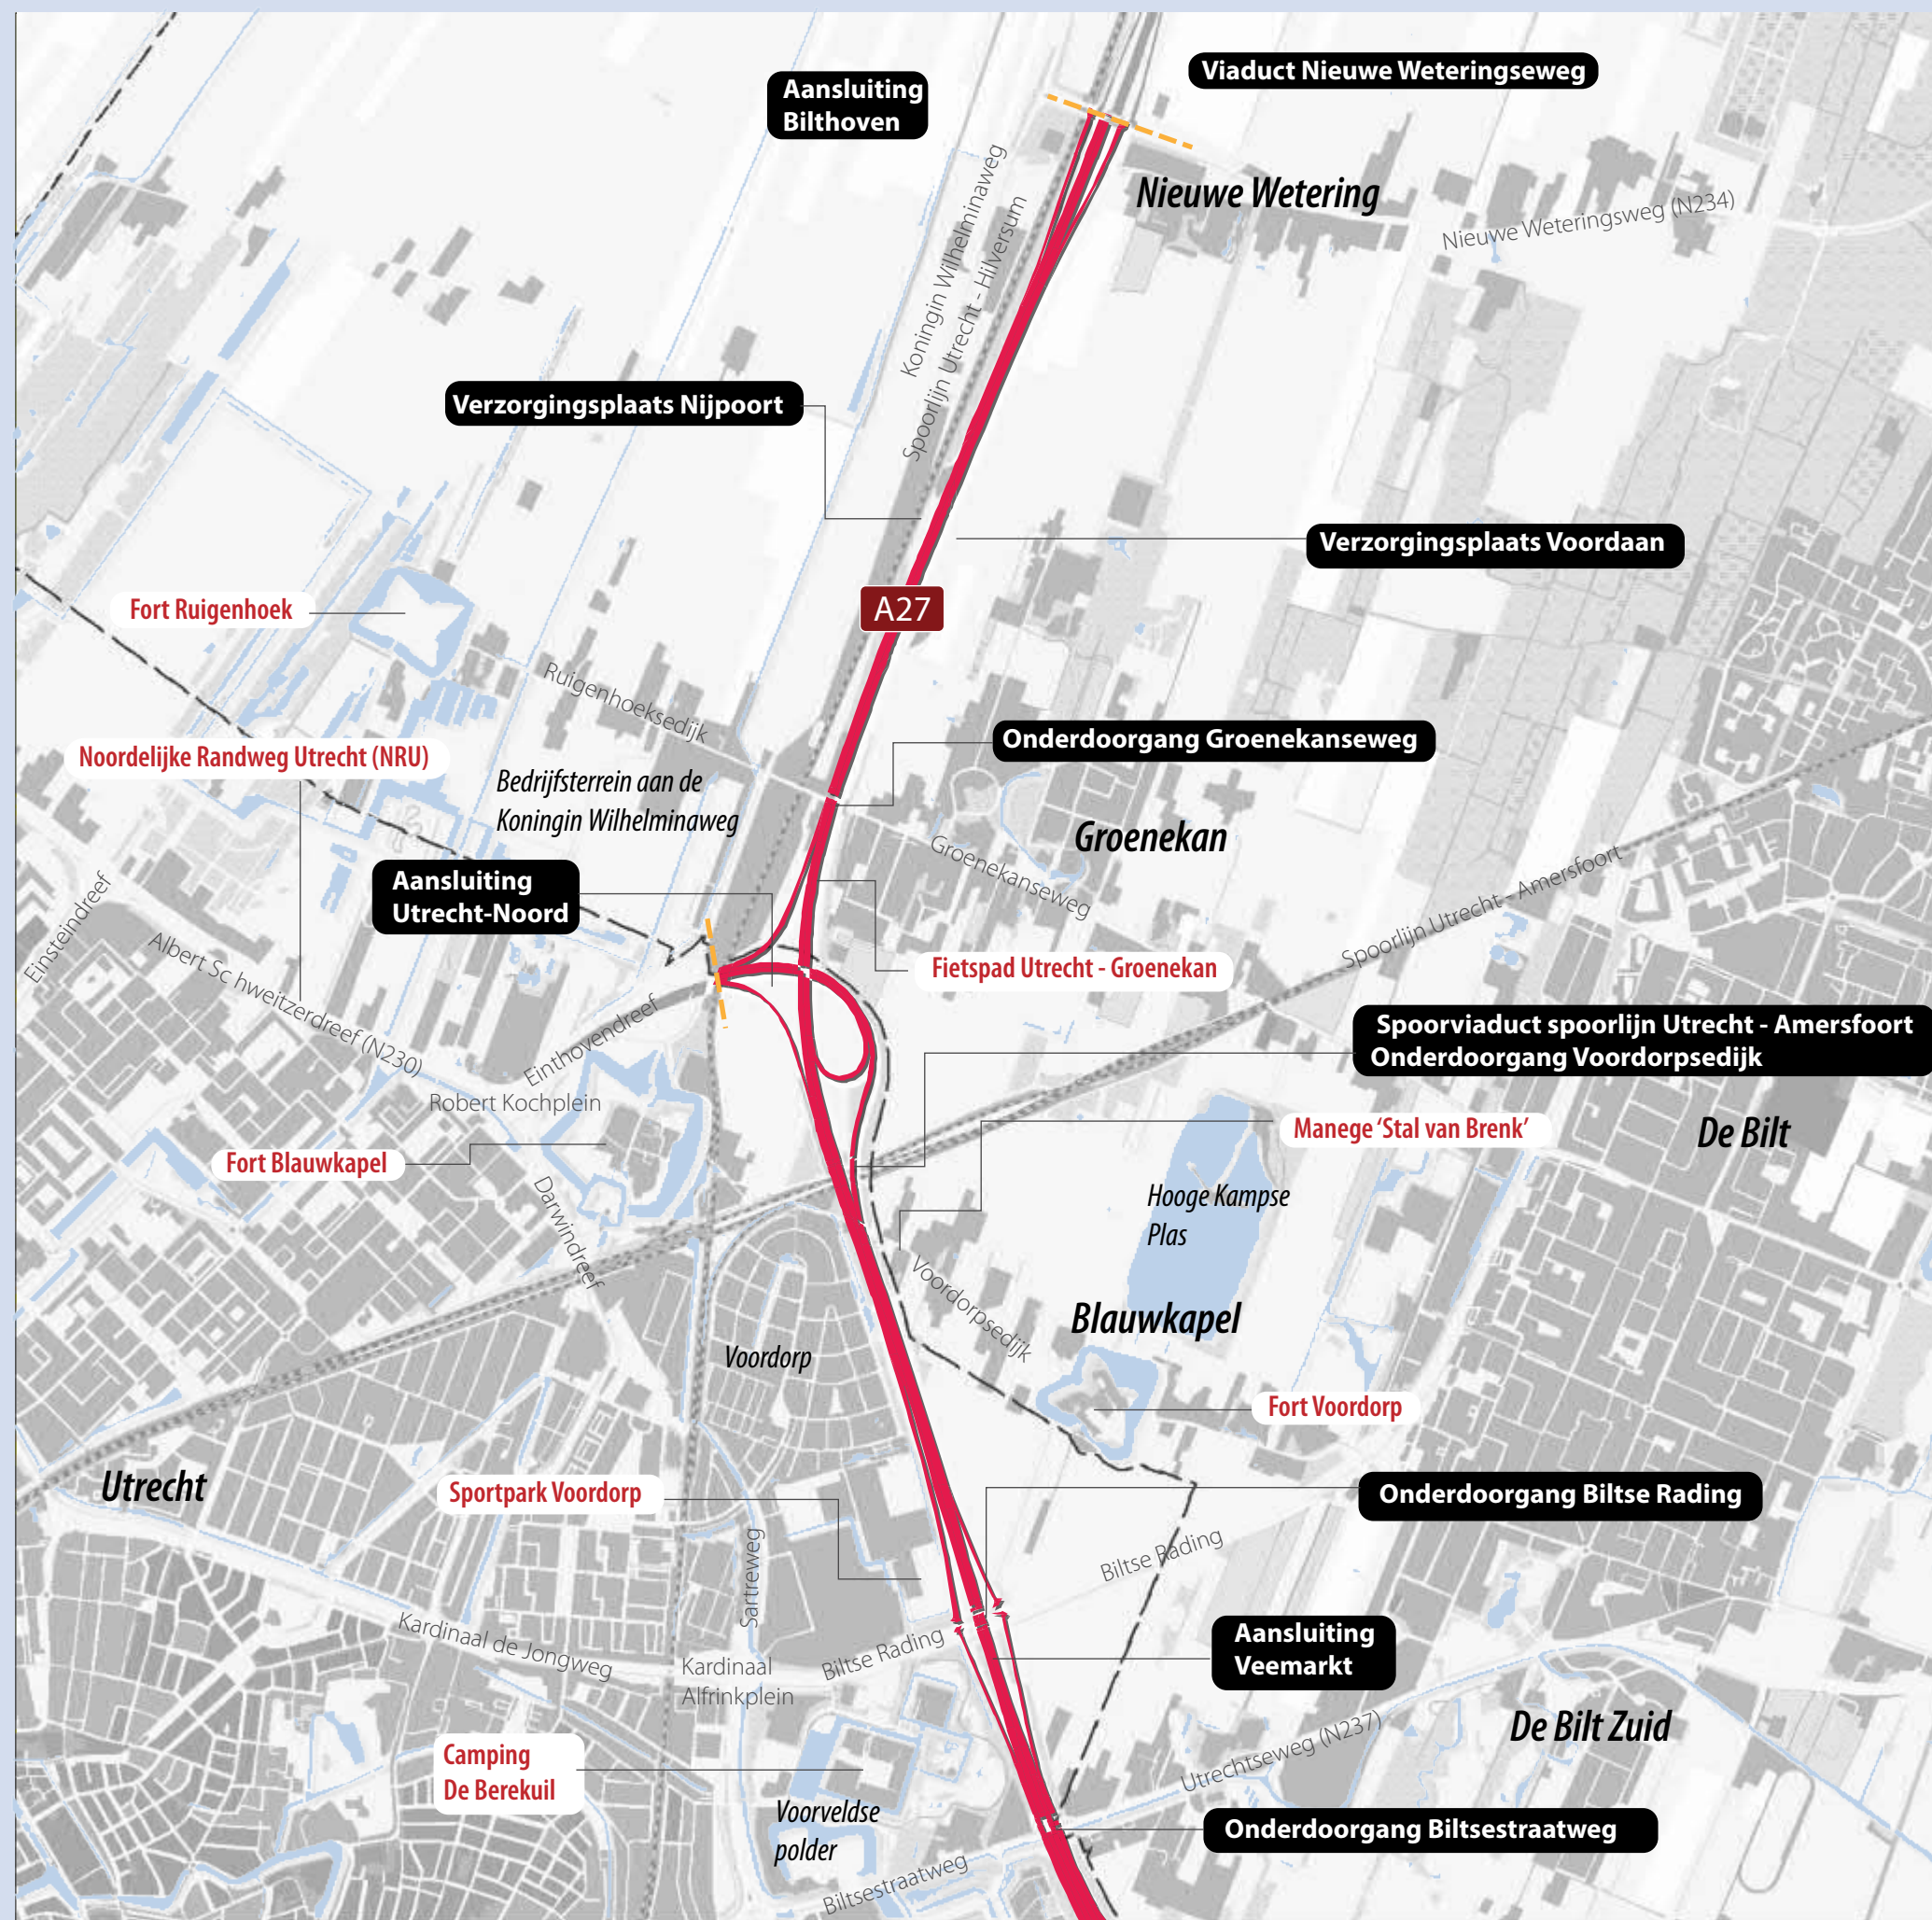 Viaduct Nieuwe Weteringseweg
Aansluiting
Bilthoven
Nieuwe Wetering
Nieuwe Weteringsweg (N234)
Koningin Wilhelminaweg
Spoorlijn Utrecht - Hilversum
Verzorgingsplaats Nijpoort
Verzorgingsplaats Voordaan
A27
Fort Ruigenhoek
Ruigenhoeksedijk
Noordelijke Randweg Utrecht (NRU)
Onderdoorgang Groenekanseweg
Bedrijfsterrein aan de
Koningin Wilhelminaweg
Groenekan
Groenekanseweg
Spoorlijn Utrecht - Amersfoort
Aansluiting
Utrecht-Noord
Einsteindreef
Albert Sc hweitzerdreef (N230)
Fietspad Utrecht - Groenekan
Einthovendreef
Spoorviaduct spoorlijn Utrecht - Amersfoort
Onderdoorgang Voordorpsedijk
Robert Kochplein
Manege ‘Stal van Brenk’
De Bilt
Fort Blauwkapel
Darwindreef
Hooge Kampse
Plas
Voordorpsedijk
Blauwkapel
Voordorp
Fort Voordorp
Utrecht
Sportpark Voordorp
Onderdoorgang Biltse Rading
Sartreweg
Biltse Rading
Kardinaal de Jongweg
Biltse Rading
Kardinaal
Alfrinkplein
Aansluiting
Veemarkt
De Bilt Zuid
Utrechtseweg (N237)
Camping
De Berekuil
Voorveldse
polder
Onderdoorgang Biltsestraatweg
Biltsestraatweg